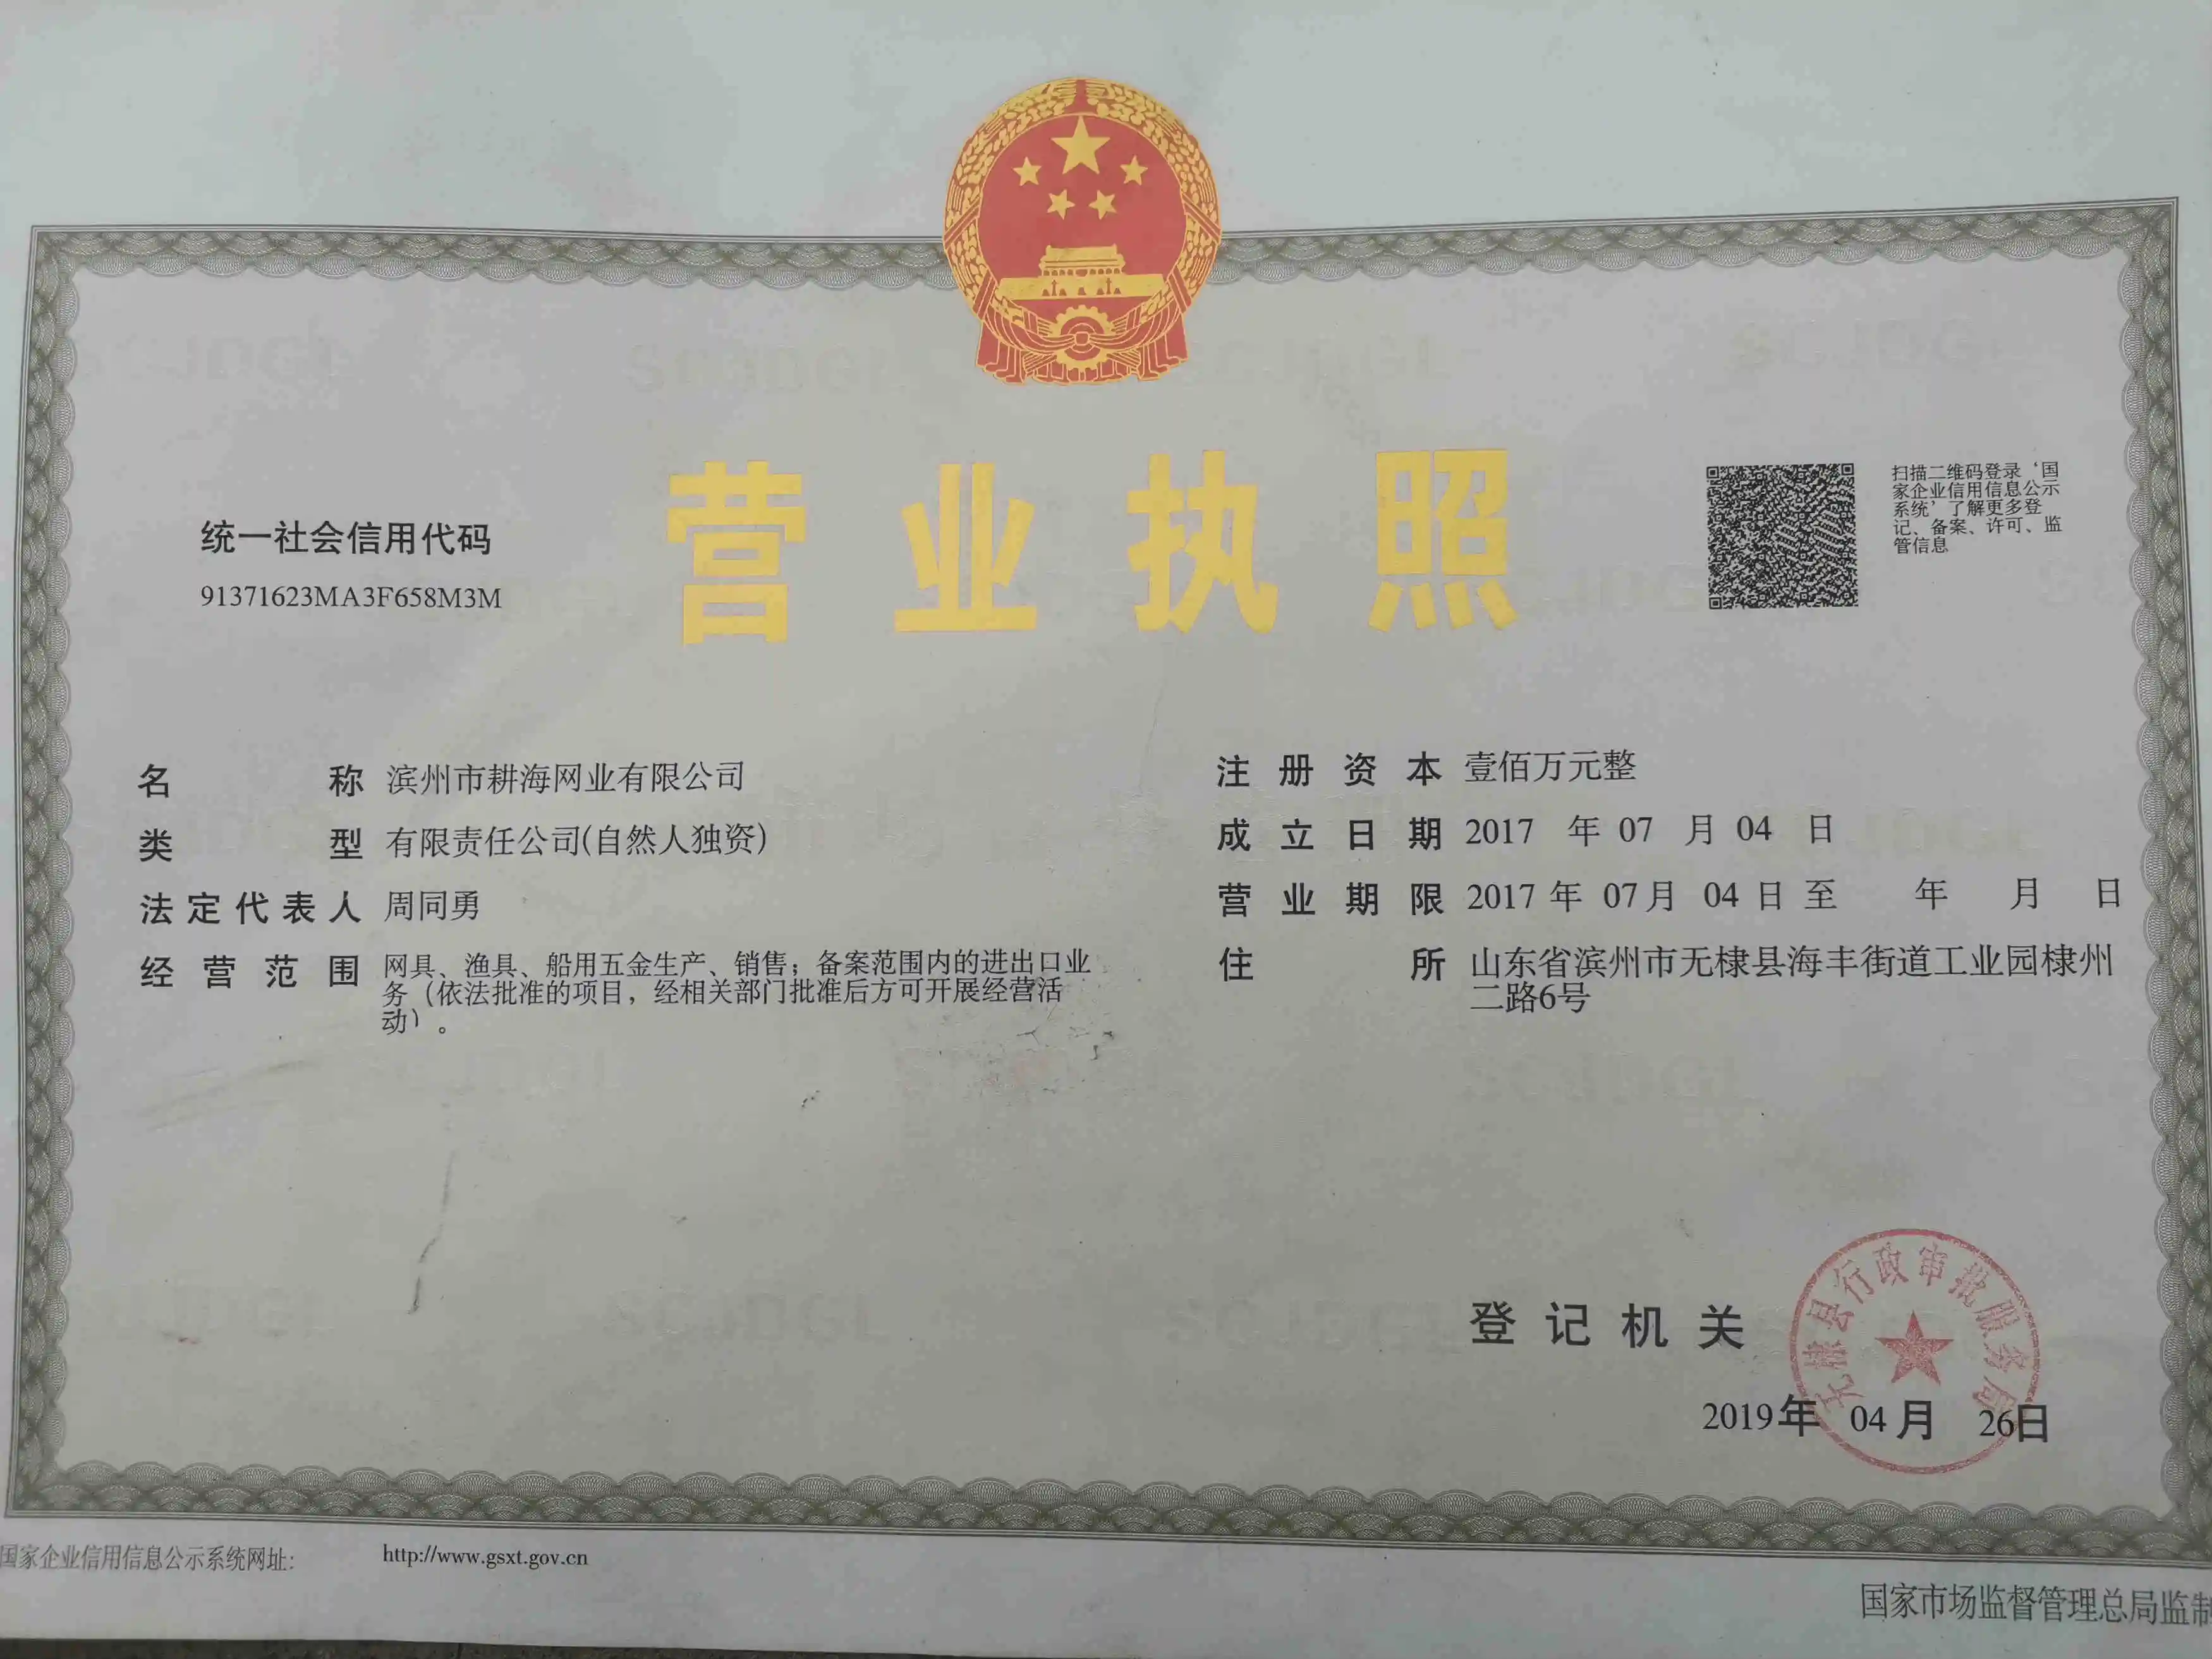 营业执照
统一社会信用代码
91371623MA3F658M3M
扫描二维码登录‘国
家企业信用信息公示
系统’了解更多登
记、备案、许可、监
管信息
名称 滨州市耕海网业有限公司
类型 有限责任公司(自然人独资)
法定代表人 周同勇
经营范围 网具、渔具、船用五金生产、销售；备案范围内的进出口业
务（依法批准的项目，经相关部门批准后方可开展经营活
动）。
注册资本 壹佰万元整
成立日期 2017 年 07 月 04 日
营业期限 2017 年 07月 04 日 至 年 月 日
住所 山东省滨州市无棣县海丰街道工业园棣州
二路6号
登记机关
无棣县行政审批服务局
2019年 04月 26日
国家企业信用信息公示系统网址: http://www.gsxt.gov.cn
国家市场监督管理总局监制